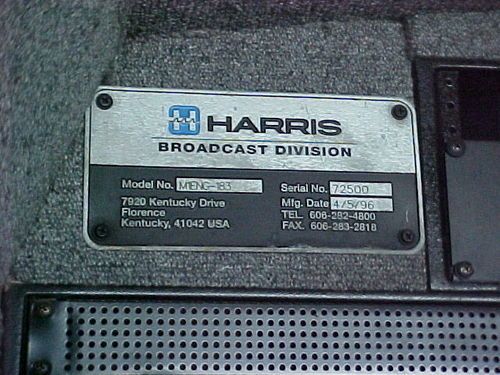 HARRIS
BROADCAST DIVISION
Model No. M1ENG-183 Serial No. 72500
7920 Kentucky Drive Mfg. Date 4/5/96
Florence TEL. 606-282-4800
Kentucky, 41042 USA FAX. 606-283-2818